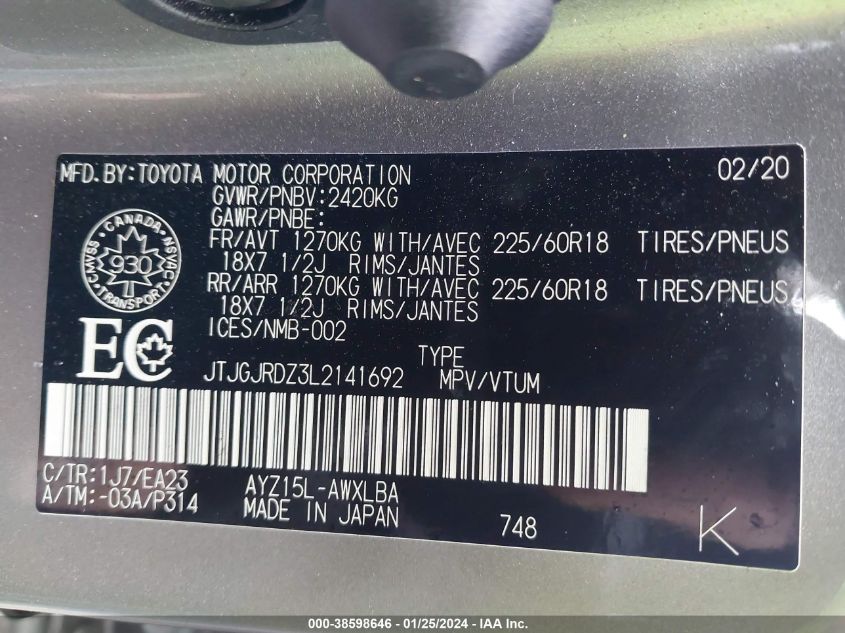 MFD. BY: TOYOTA MOTOR CORPORATION 02/20
GVWR/PNBV: 2420KG
GAWR/PNBE:
FR/AVT 1270KG WITH/AVEC 225/60R18 TIRES/PNEUS
18X7 1/2J RIMS/JANTES
RR/ARR 1270KG WITH/AVEC 225/60R18 TIRES/PNEUS
18X7 1/2J RIMS/JANTES
ICES/NMB-002
CANADA
CMVSS 930 NSVAC
TRANSPORT
EC
TYPE
JTJGJRDZ3L2141692 MPV/VTUM
C/TR: 1J7/EA23 AYZ15L-AWXLBA
A/TM: -03A/P314 MADE IN JAPAN 748 K
000-38598646 - 01/25/2024 - IAA Inc.